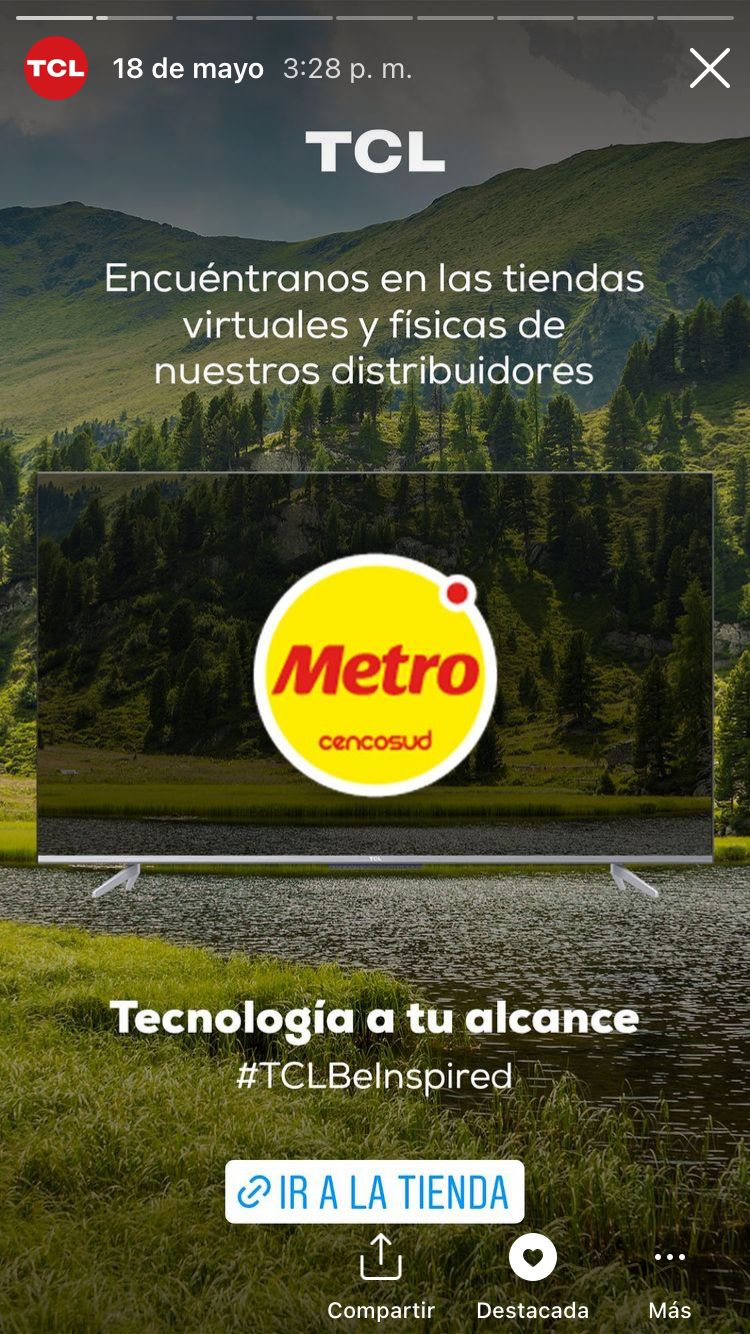 TCL 18 de mayo 3:28 p. m.
TCL
Encuéntranos en las tiendas
virtuales y físicas de
nuestros distribuidores
Metro
cencosud
TCL
Tecnología a tu alcance
#TCLBeInspired
IR A LA TIENDA
Compartir Destacada Más